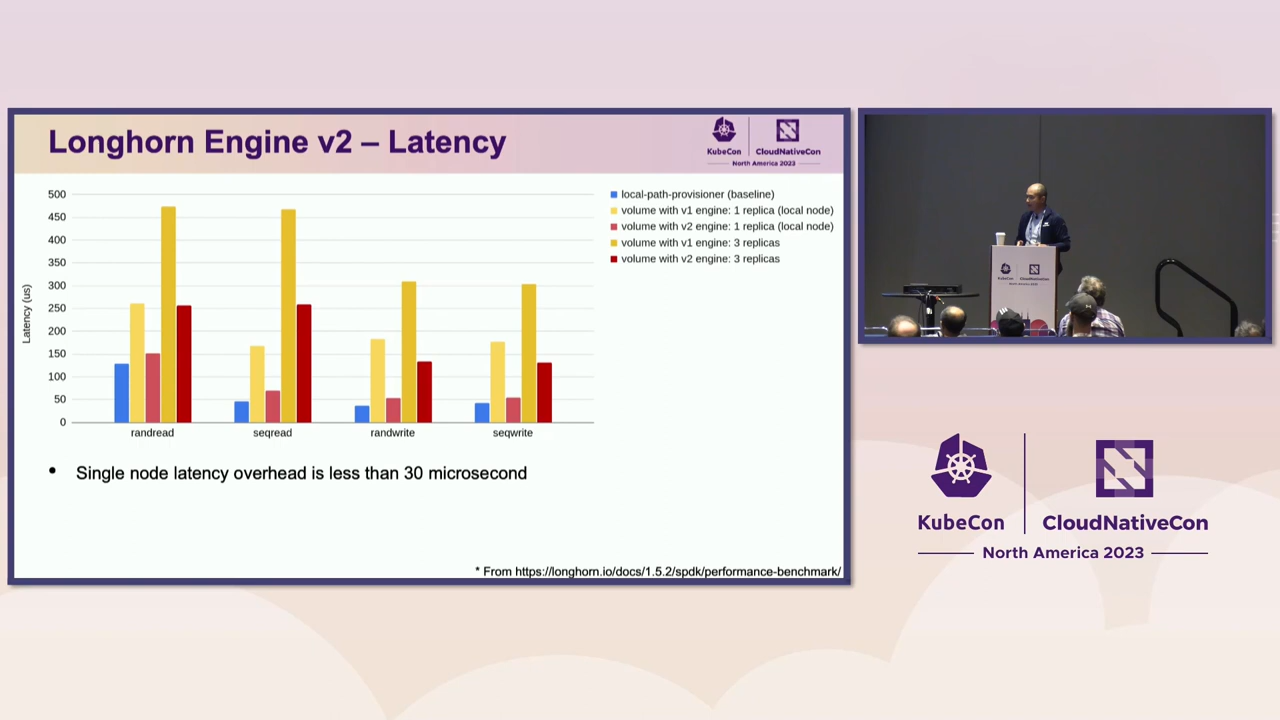 Longhorn Engine v2 – Latency
KubeCon
CloudNativeCon
North America 2023
500
450
400
350
300
250
200
150
100
50
0
Latency (us)
randread
seqread
randwrite
seqwrite
local-path-provisioner (baseline)
volume with v1 engine: 1 replica (local node)
volume with v2 engine: 1 replica (local node)
volume with v1 engine: 3 replicas
volume with v2 engine: 3 replicas
• Single node latency overhead is less than 30 microsecond
* From https://longhorn.io/docs/1.5.2/spdk/performance-benchmark/
KubeCon
CloudNativeCon
North America 2023